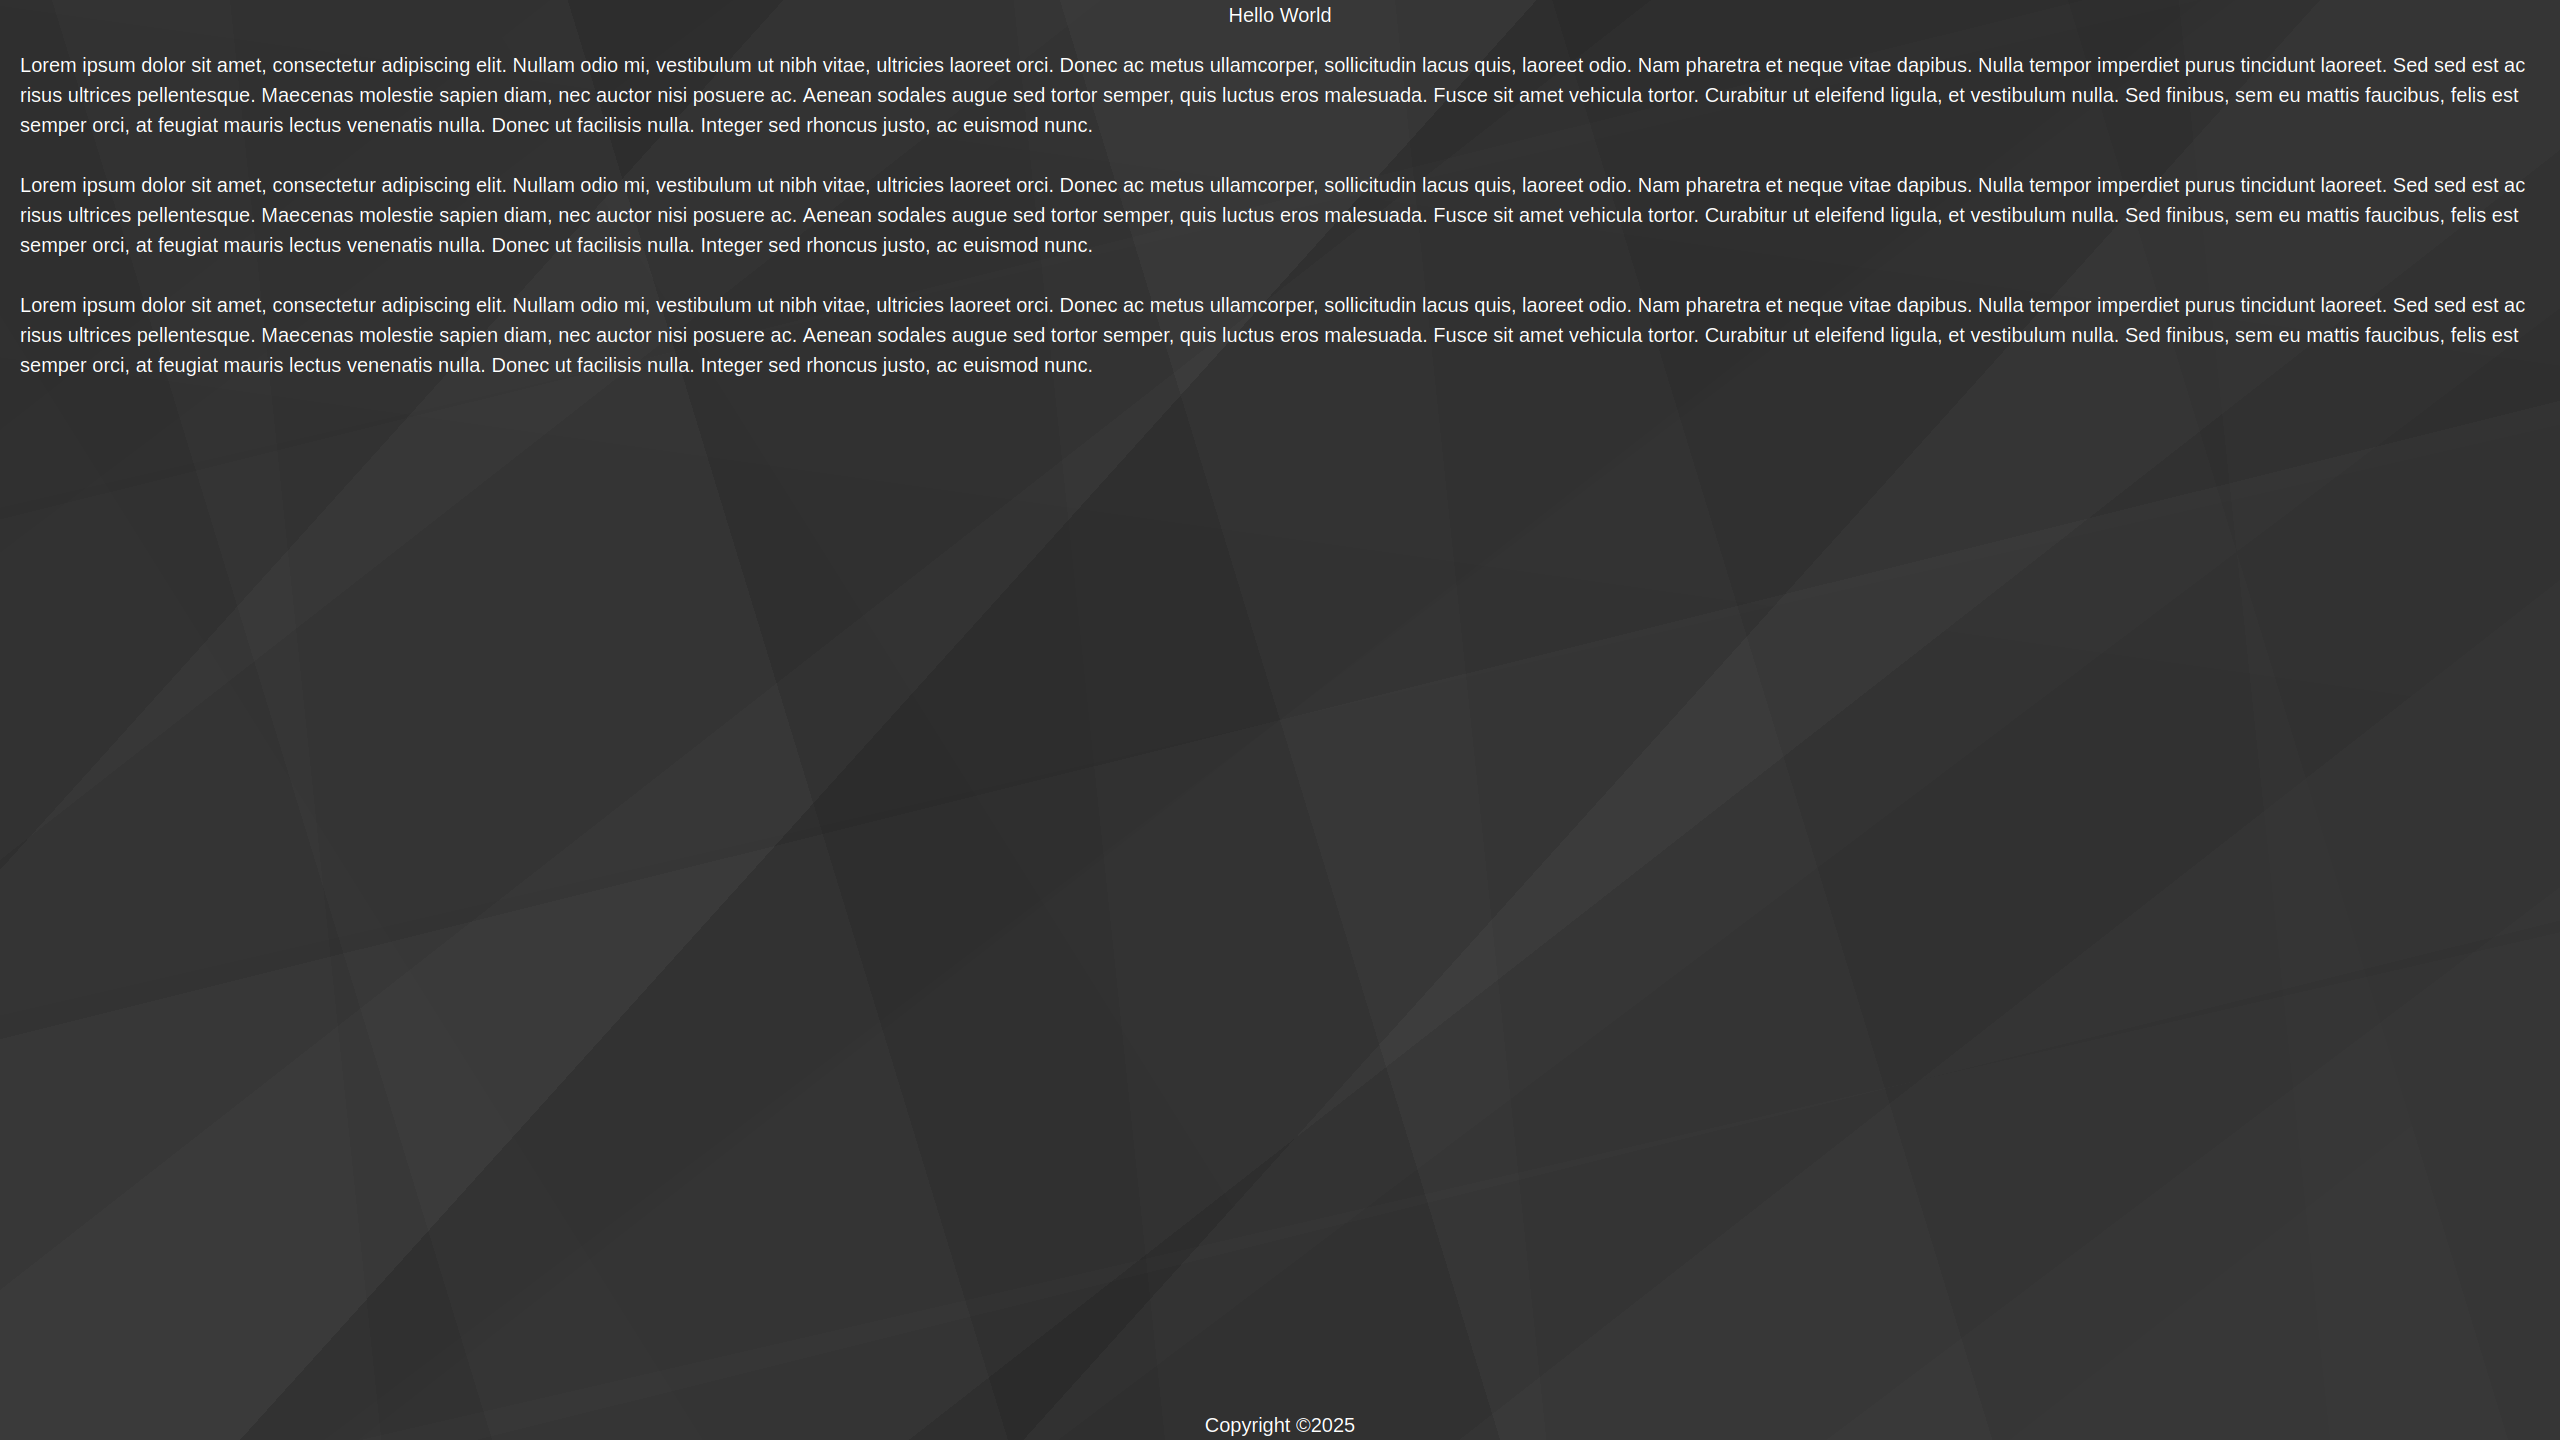 Hello World
Lorem ipsum dolor sit amet, consectetur adipiscing elit. Nullam odio mi, vestibulum ut nibh vitae, ultricies laoreet orci. Donec ac metus ullamcorper, sollicitudin lacus quis, laoreet odio. Nam pharetra et neque vitae dapibus. Nulla tempor imperdiet purus tincidunt laoreet. Sed sed est ac
risus ultrices pellentesque. Maecenas molestie sapien diam, nec auctor nisi posuere ac. Aenean sodales augue sed tortor semper, quis luctus eros malesuada. Fusce sit amet vehicula tortor. Curabitur ut eleifend ligula, et vestibulum nulla. Sed finibus, sem eu mattis faucibus, felis est
semper orci, at feugiat mauris lectus venenatis nulla. Donec ut facilisis nulla. Integer sed rhoncus justo, ac euismod nunc.
Lorem ipsum dolor sit amet, consectetur adipiscing elit. Nullam odio mi, vestibulum ut nibh vitae, ultricies laoreet orci. Donec ac metus ullamcorper, sollicitudin lacus quis, laoreet odio. Nam pharetra et neque vitae dapibus. Nulla tempor imperdiet purus tincidunt laoreet. Sed sed est ac
risus ultrices pellentesque. Maecenas molestie sapien diam, nec auctor nisi posuere ac. Aenean sodales augue sed tortor semper, quis luctus eros malesuada. Fusce sit amet vehicula tortor. Curabitur ut eleifend ligula, et vestibulum nulla. Sed finibus, sem eu mattis faucibus, felis est
semper orci, at feugiat mauris lectus venenatis nulla. Donec ut facilisis nulla. Integer sed rhoncus justo, ac euismod nunc.
Lorem ipsum dolor sit amet, consectetur adipiscing elit. Nullam odio mi, vestibulum ut nibh vitae, ultricies laoreet orci. Donec ac metus ullamcorper, sollicitudin lacus quis, laoreet odio. Nam pharetra et neque vitae dapibus. Nulla tempor imperdiet purus tincidunt laoreet. Sed sed est ac
risus ultrices pellentesque. Maecenas molestie sapien diam, nec auctor nisi posuere ac. Aenean sodales augue sed tortor semper, quis luctus eros malesuada. Fusce sit amet vehicula tortor. Curabitur ut eleifend ligula, et vestibulum nulla. Sed finibus, sem eu mattis faucibus, felis est
semper orci, at feugiat mauris lectus venenatis nulla. Donec ut facilisis nulla. Integer sed rhoncus justo, ac euismod nunc.
Copyright ©2025